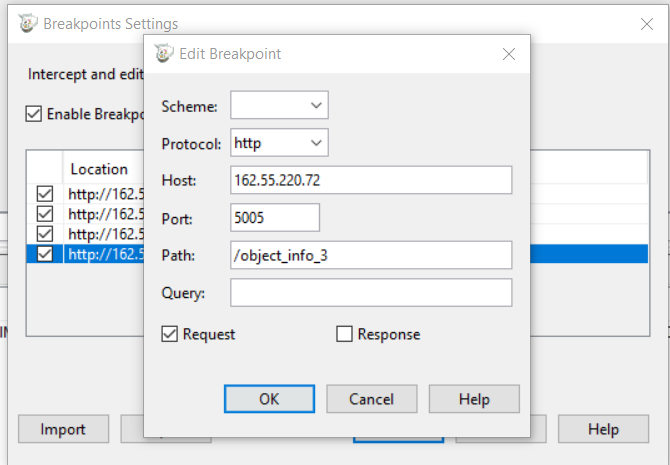 Breakpoints Settings
Edit Breakpoint
Intercept and edit
Enable
Location
http://162.5
http://162.5
http://162.5
http://162.5
Scheme:
Protocol: http
Host: 162.55.220.72
Port: 5005
Path: /object_info_3
Query:
Request Response
OK Cancel Help
Import Help